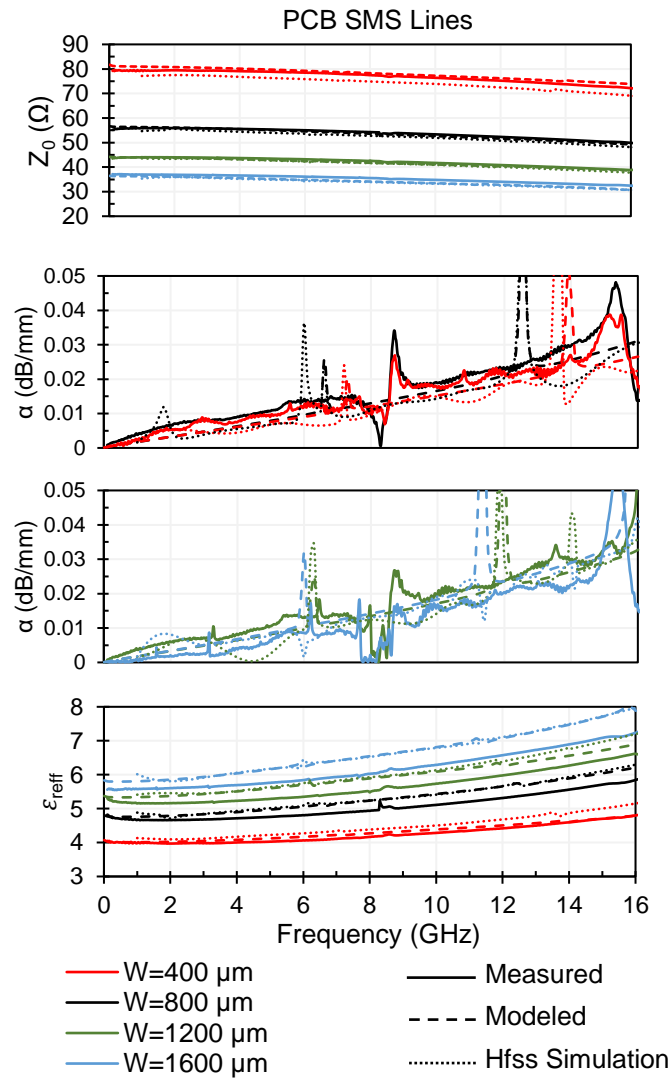 PCB SMS Lines
90
80
70
60
50
40
30
20
Z0 (Ω)
0.05
0.04
0.03
0.02
0.01
0
α (dB/mm)
0.05
0.04
0.03
0.02
0.01
0
α (dB/mm)
8
7
6
5
4
3
εreff
0 2 4 6 8 10 12 14 16
Frequency (GHz)
W=400 µm
W=800 µm
W=1200 µm
W=1600 µm
Measured
Modeled
Hfss Simulation